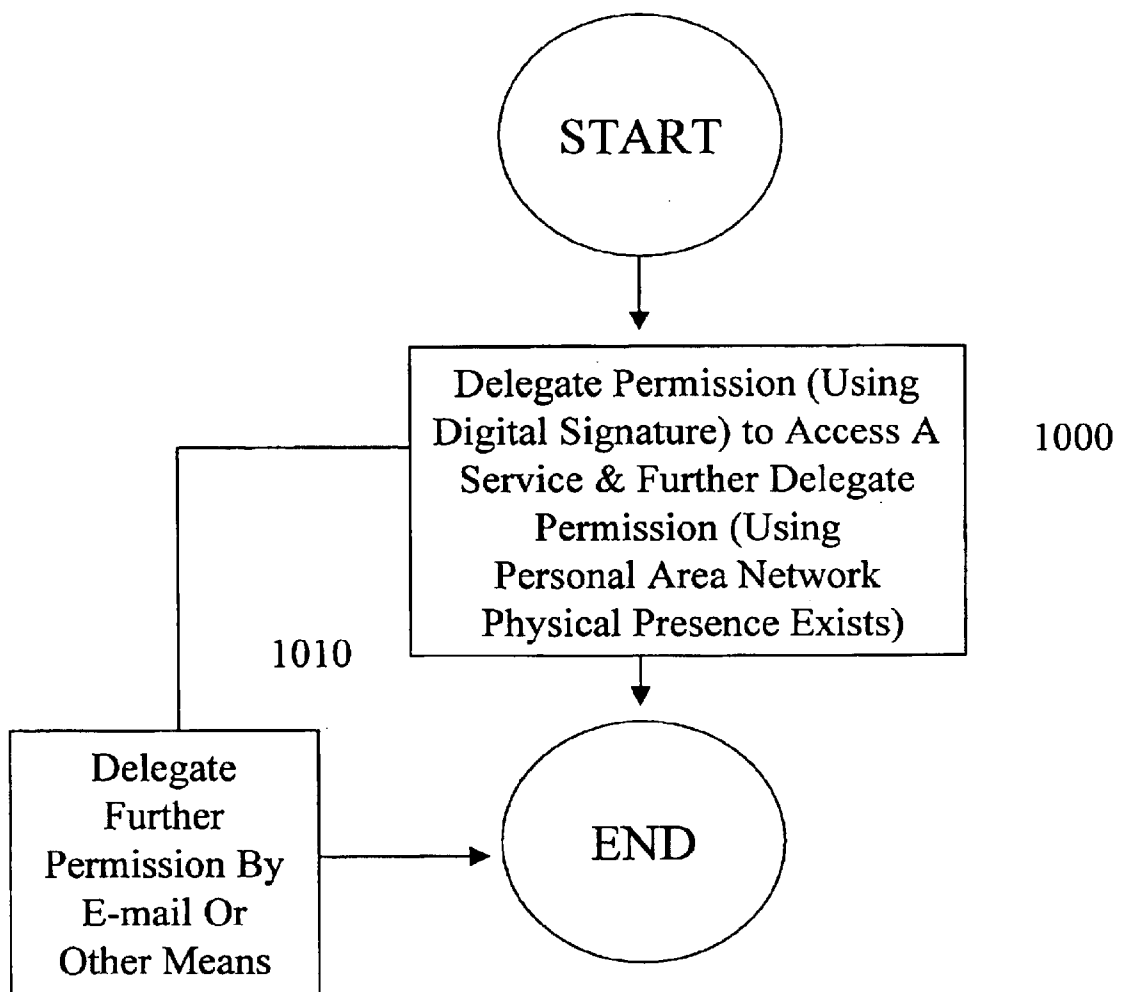 START
Delegate Permission (Using
Digital Signature) to Access A
Service & Further Delegate
Permission (Using
Personal Area Network
Physical Presence Exists)
1000
1010
Delegate
Further
Permission By
E-mail Or
Other Means
END